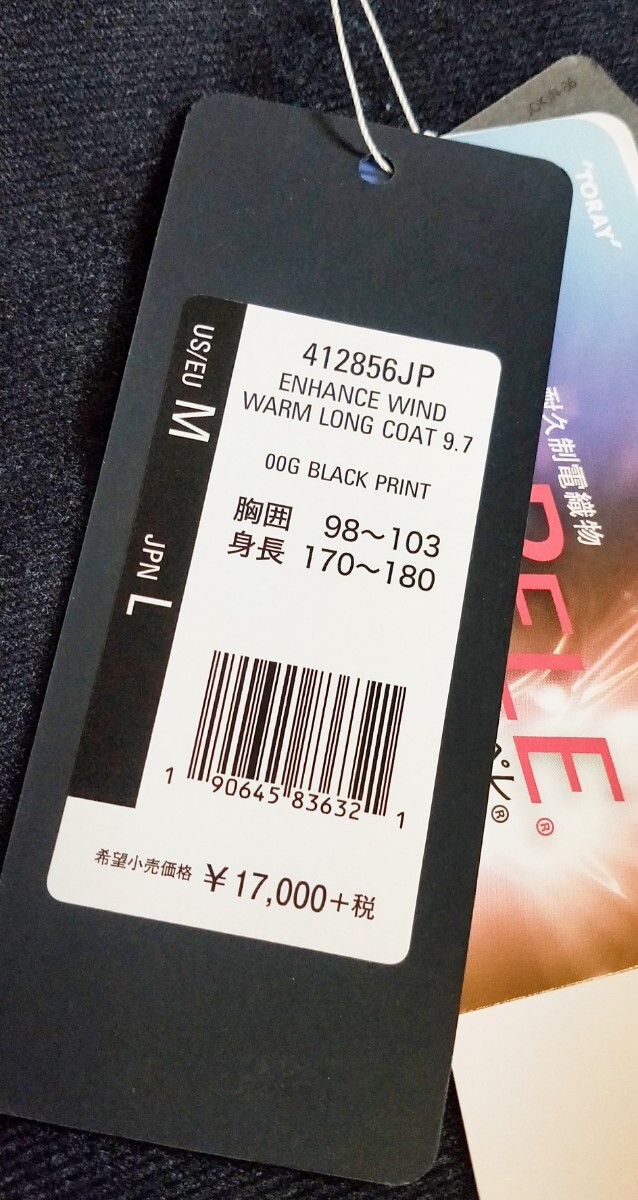 412856JP
ENHANCE WIND
WARM LONG COAT 9.7
00G BLACK PRINT
胸囲 98～103
身長 170～180
US/EU M
JPN L
1 90645 83632 1
希望小売価格 ￥17,000+税
TORAY
耐久制電織物